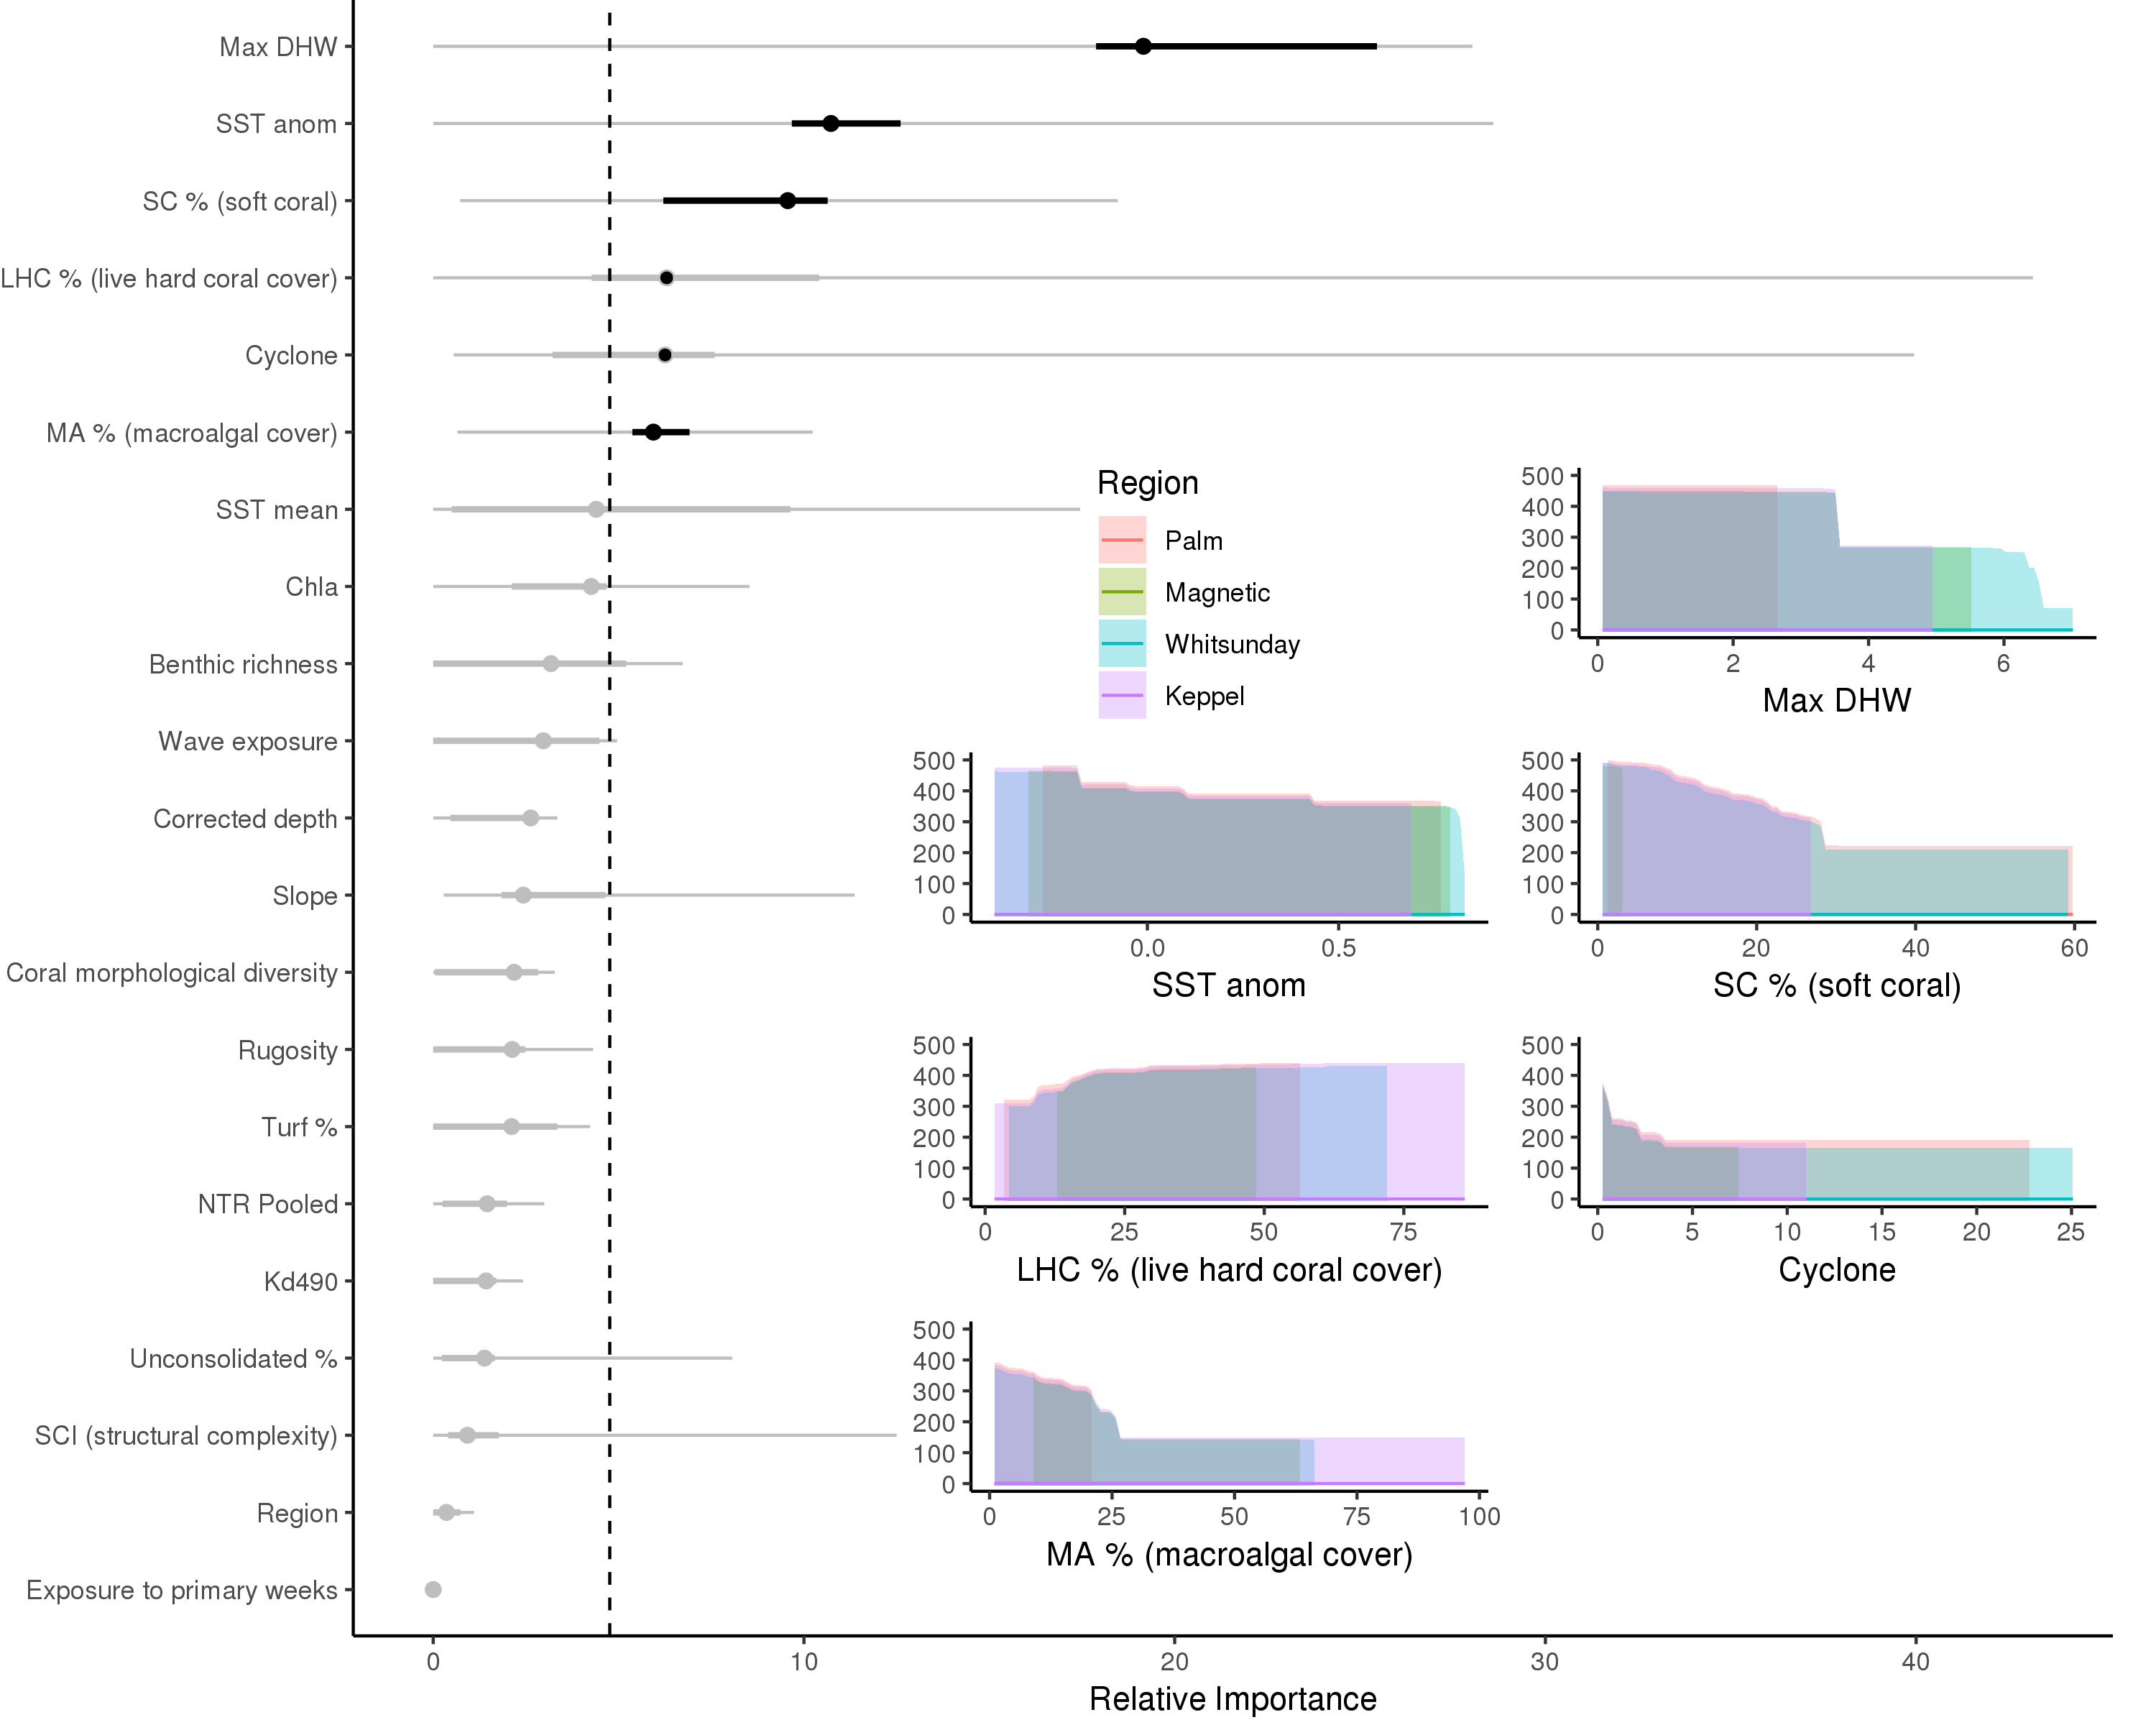 Max DHW
SST anom
SC % (soft coral)
LHC % (live hard coral cover)
Cyclone
MA % (macroalgal cover)
SST mean
Chla
Benthic richness
Wave exposure
Corrected depth
Slope
Coral morphological diversity
Rugosity
Turf %
NTR Pooled
Kd490
Unconsolidated %
SCI (structural complexity)
Region
Exposure to primary weeks
0 10 20 30 40
Relative Importance
Region
Palm
Magnetic
Whitsunday
Keppel
500
400
300
200
100
0
0 2 4 6
Max DHW
500
400
300
200
100
0
0.0 0.5
SST anom
500
400
300
200
100
0
0 20 40 60
SC % (soft coral)
500
400
300
200
100
0
0 25 50 75
LHC % (live hard coral cover)
500
400
300
200
100
0
0 5 10 15 20 25
Cyclone
500
400
300
200
100
0
0 25 50 75 100
MA % (macroalgal cover)